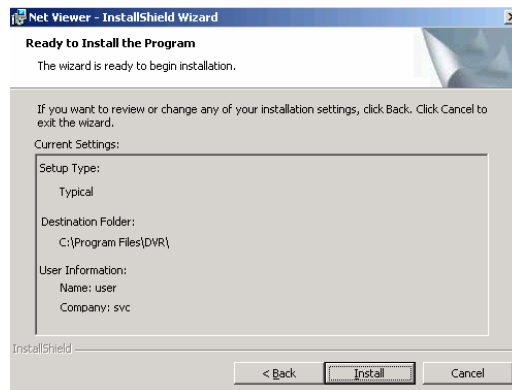 Net Viewer - InstallShield Wizard
Ready to Install the Program
The wizard is ready to begin installation.
If you want to review or change any of your installation settings, click Back. Click Cancel to
exit the wizard.
Current Settings:
Setup Type:
Typical
Destination Folder:
C:\Program Files\DVR\
User Information:
Name: user
Company: svc
InstallShield
< Back
Install
Cancel